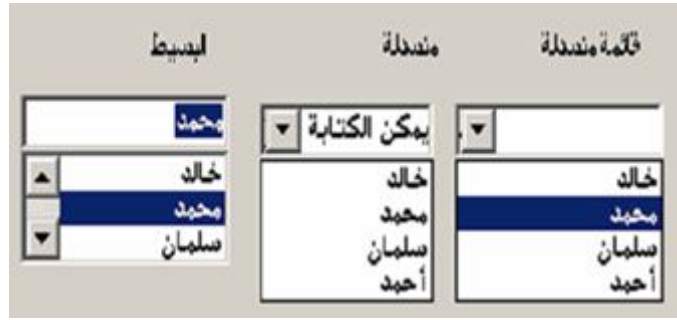 قائمة منسدلة
منسدلة
البسيط
يمكن الكتابة
محمد
خالد
محمد
سلمان
أحمد
خالد
محمد
سلمان
أحمد
خالد
محمد
سلمان